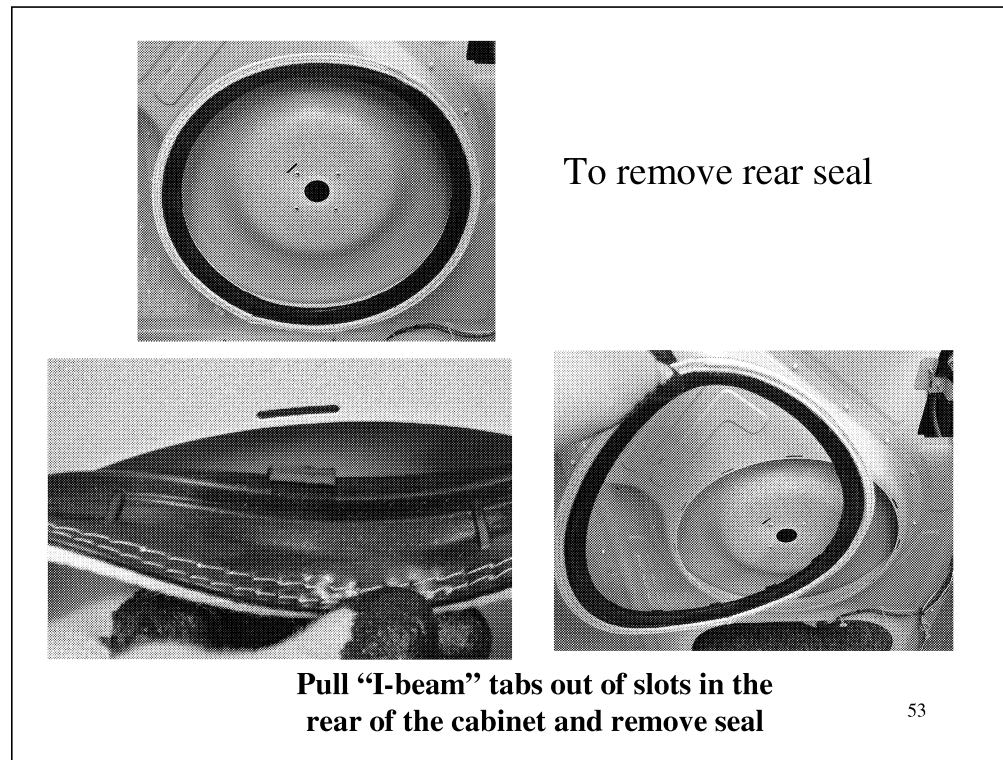 To remove rear seal
Pull “I-beam” tabs out of slots in the
rear of the cabinet and remove seal
53